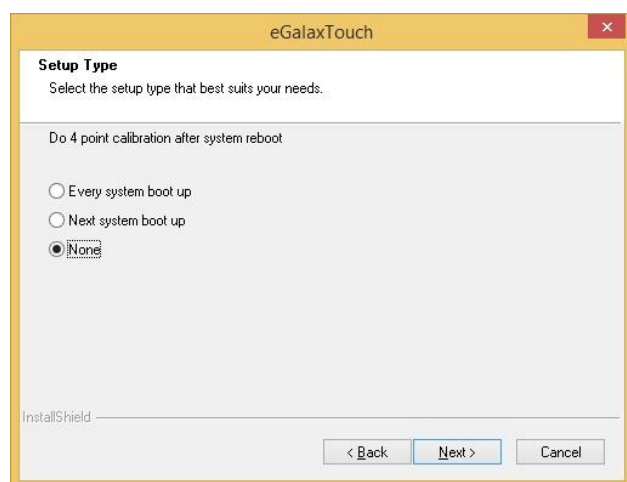 eGalaxTouch
Setup Type
Select the setup type that best suits your needs.
Do 4 point calibration after system reboot
Every system boot up
Next system boot up
None
InstallShield
< Back
Next >
Cancel